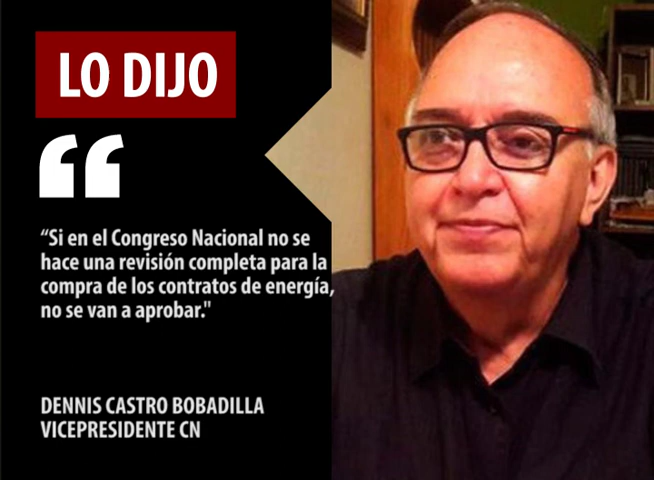 LO DIJO
“Si en el Congreso Nacional no se
hace una revisión completa para la
compra de los contratos de energía,
no se van a aprobar."
DENNIS CASTRO BOBADILLA
VICEPRESIDENTE CN